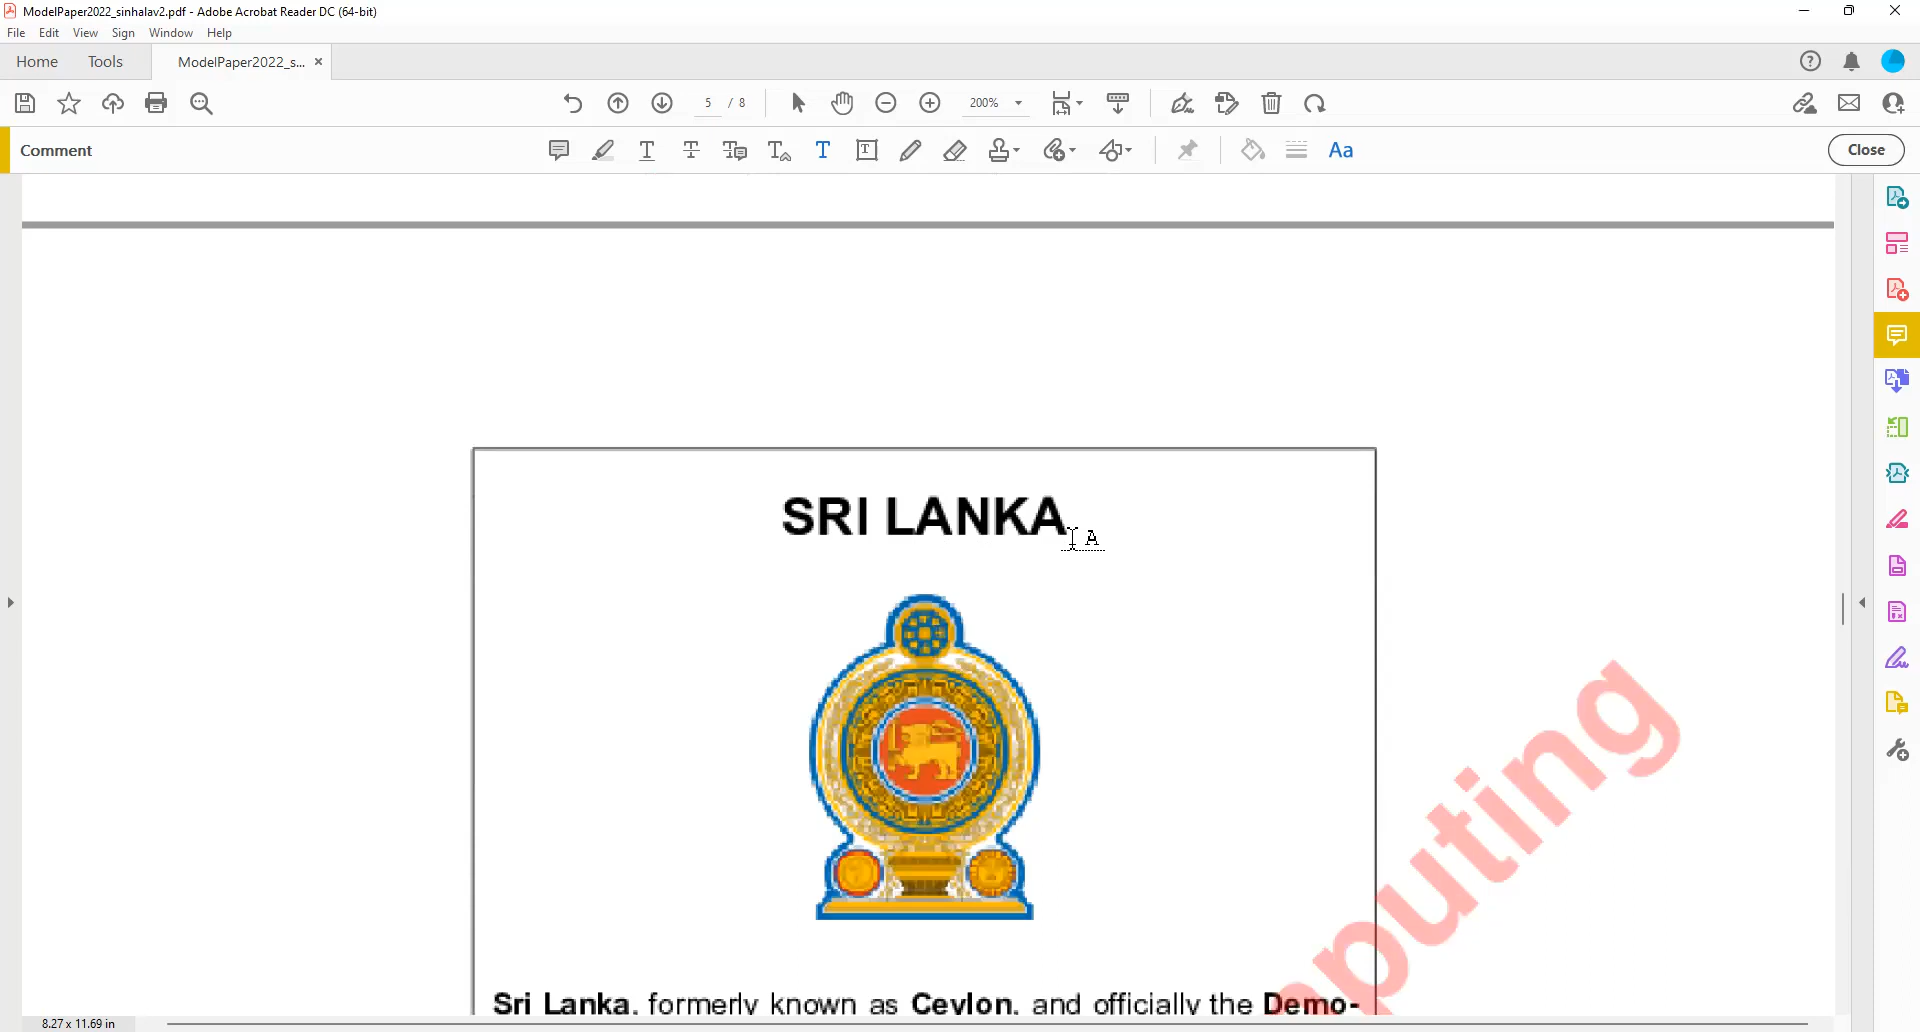 ModelPaper2022_sinhalav2.pdf - Adobe Acrobat Reader DC (64-bit)
File Edit View Sign Window Help
Home Tools ModelPaper2022_s...
5 / 8 200%
Comment Aa Close
SRI LANKA
A
Sri Lanka, formerly known as Ceylon, and officially the Demo-
puting
8.27 x 11.69 in